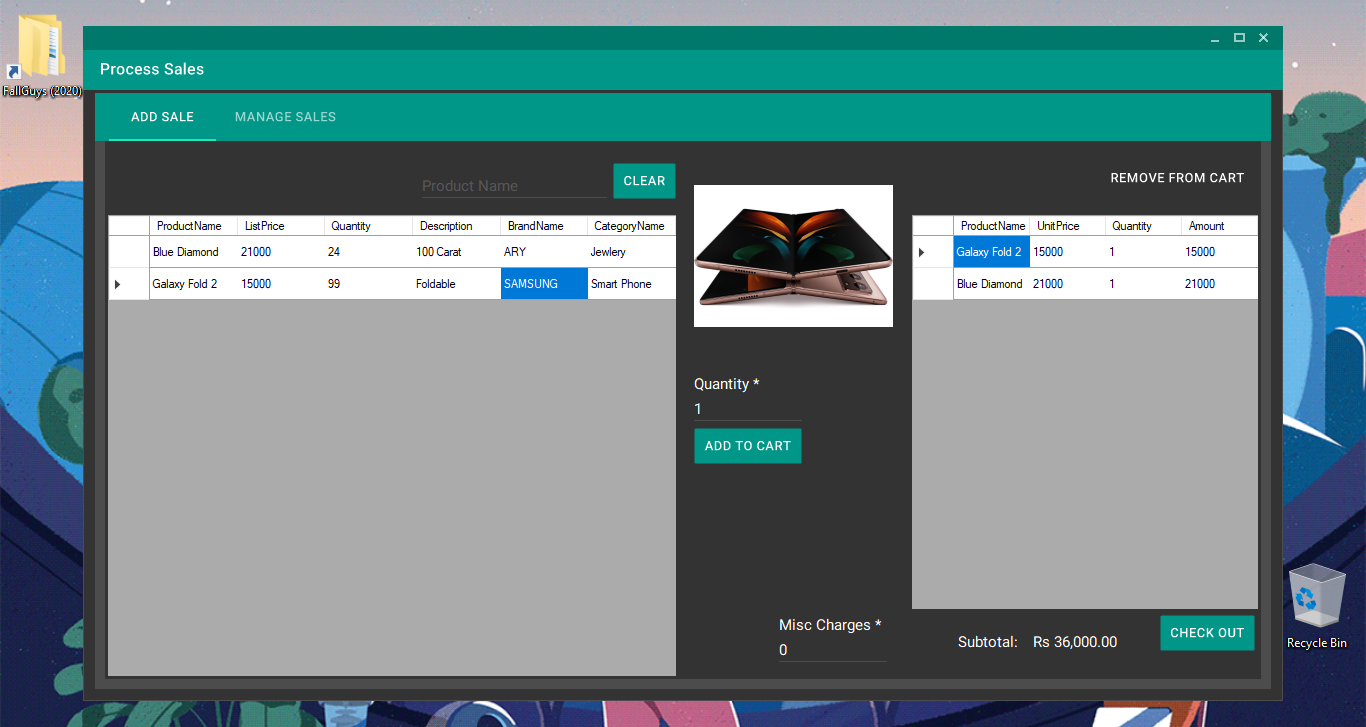 FallGuys (2020)
Process Sales
ADD SALE MANAGE SALES
Product Name CLEAR
REMOVE FROM CART
ProductName ListPrice Quantity Description BrandName CategoryName
Blue Diamond 21000 24 100 Carat ARY Jewlery
Galaxy Fold 2 15000 99 Foldable SAMSUNG Smart Phone
ProductName UnitPrice Quantity Amount
Galaxy Fold 2 15000 1 15000
Blue Diamond 21000 1 21000
Quantity *
1
ADD TO CART
Misc Charges *
0
Subtotal: Rs 36,000.00
CHECK OUT
Recycle Bin